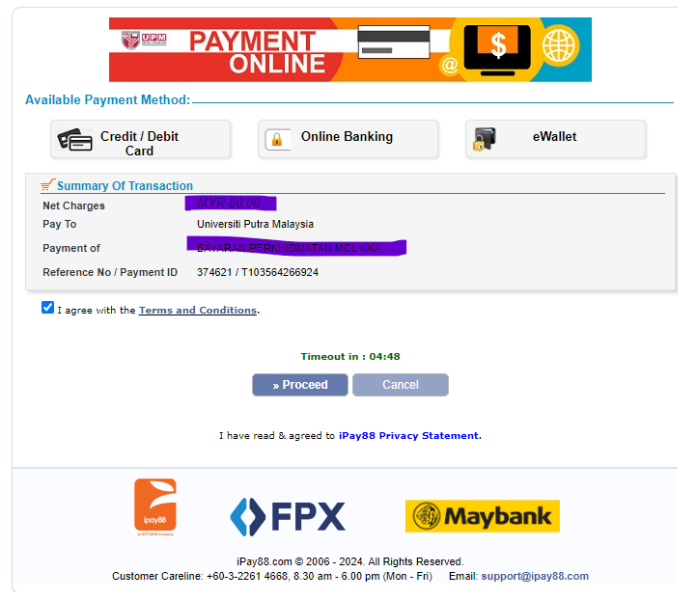 UPM
PAYMENT
ONLINE
$
@
Available Payment Method:
Credit / Debit
Card
Online Banking
eWallet
Summary Of Transaction
Net Charges MYR 80.00
Pay To Universiti Putra Malaysia
Payment of BAYARAN PERKHIDMATAN MCL KKA
Reference No / Payment ID 374621 / T103564266924
I agree with the Terms and Conditions.
Timeout in : 04:48
» Proceed
Cancel
I have read & agreed to iPay88 Privacy Statement.
ipay88
FPX
Maybank
iPay88.com © 2006 - 2024. All Rights Reserved.
Customer Careline: +60-3-2261 4668, 8.30 am - 6.00 pm (Mon - Fri) Email: support@ipay88.com